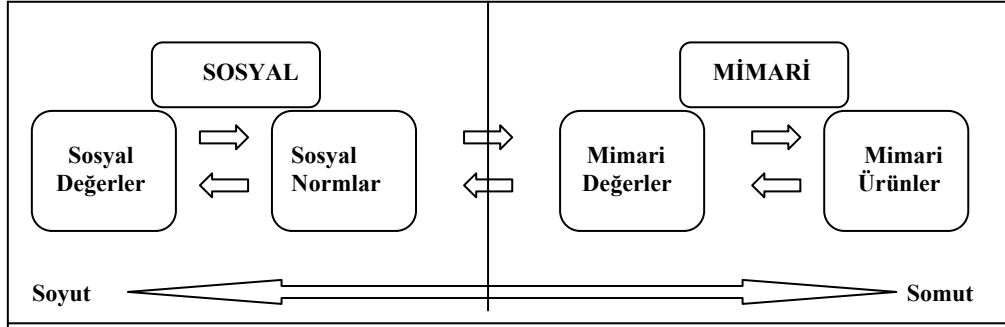 SOSYAL
MİMARİ
Sosyal
Değerler
Sosyal
Normlar
Mimari
Değerler
Mimari
Ürünler
Soyut
Somut